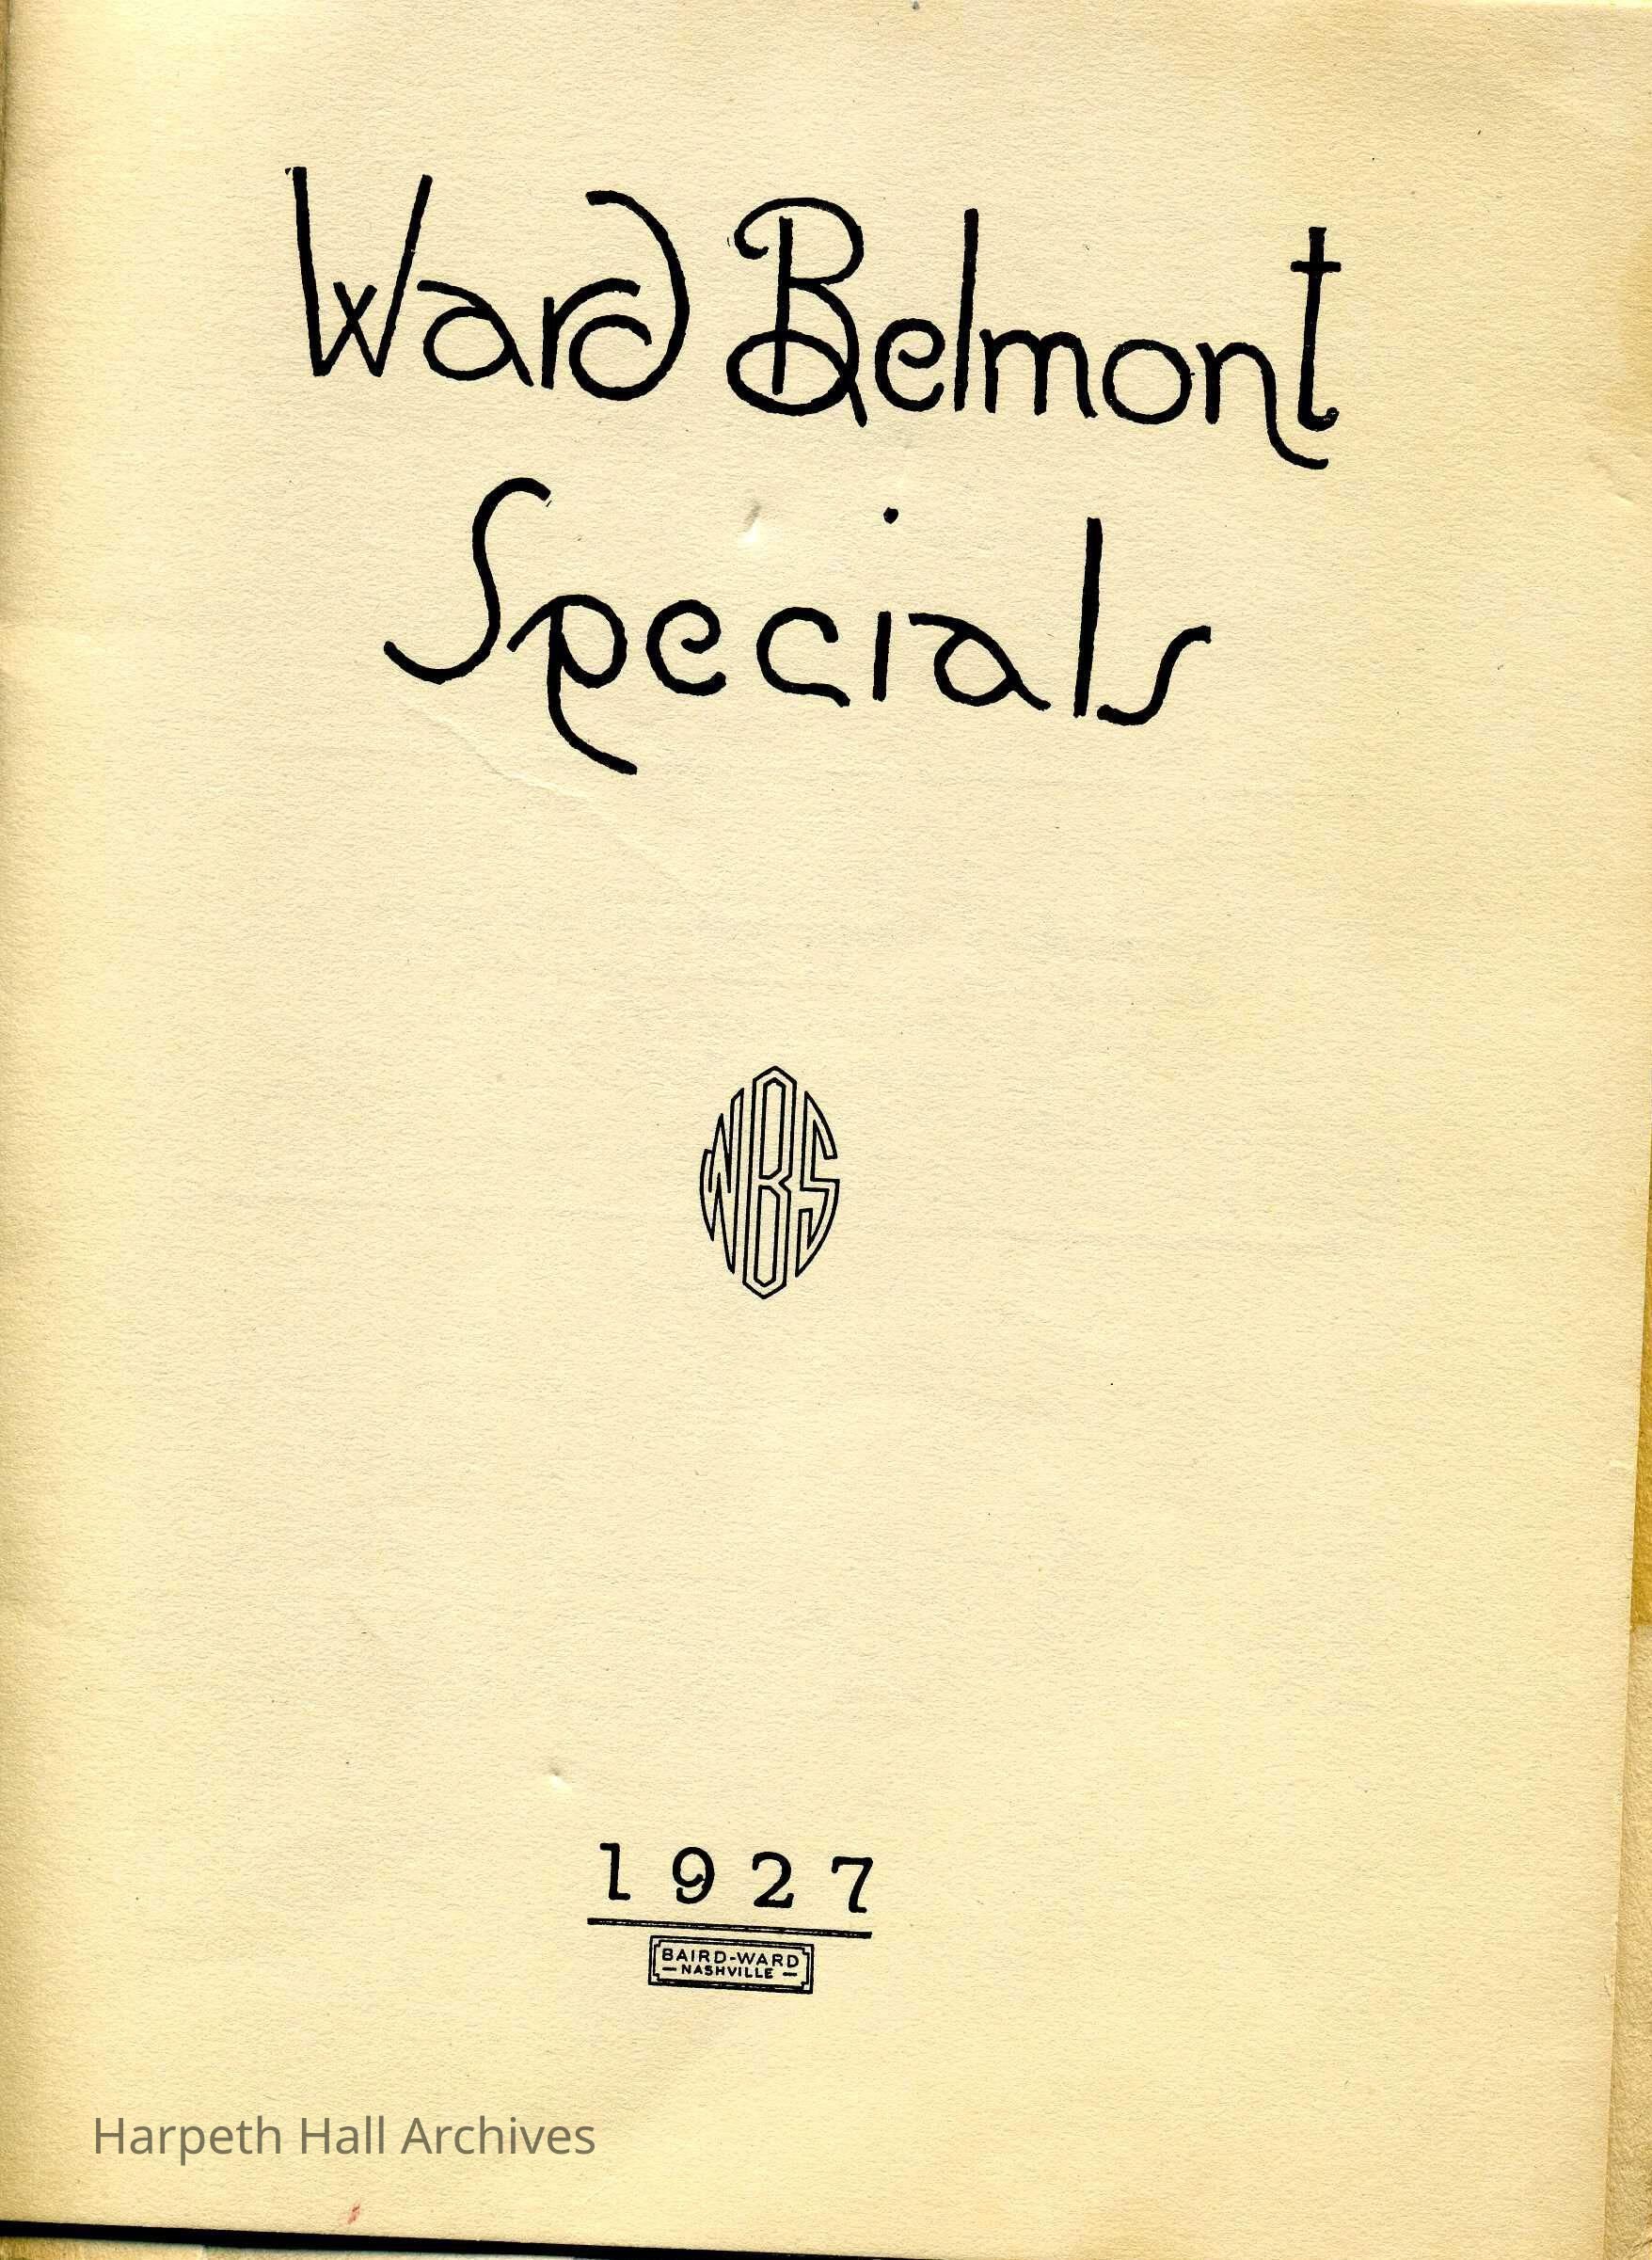 Ward Belmont
Specials
WBS
1927
BAIRD-WARD
— NASHVILLE —
Harpeth Hall Archives